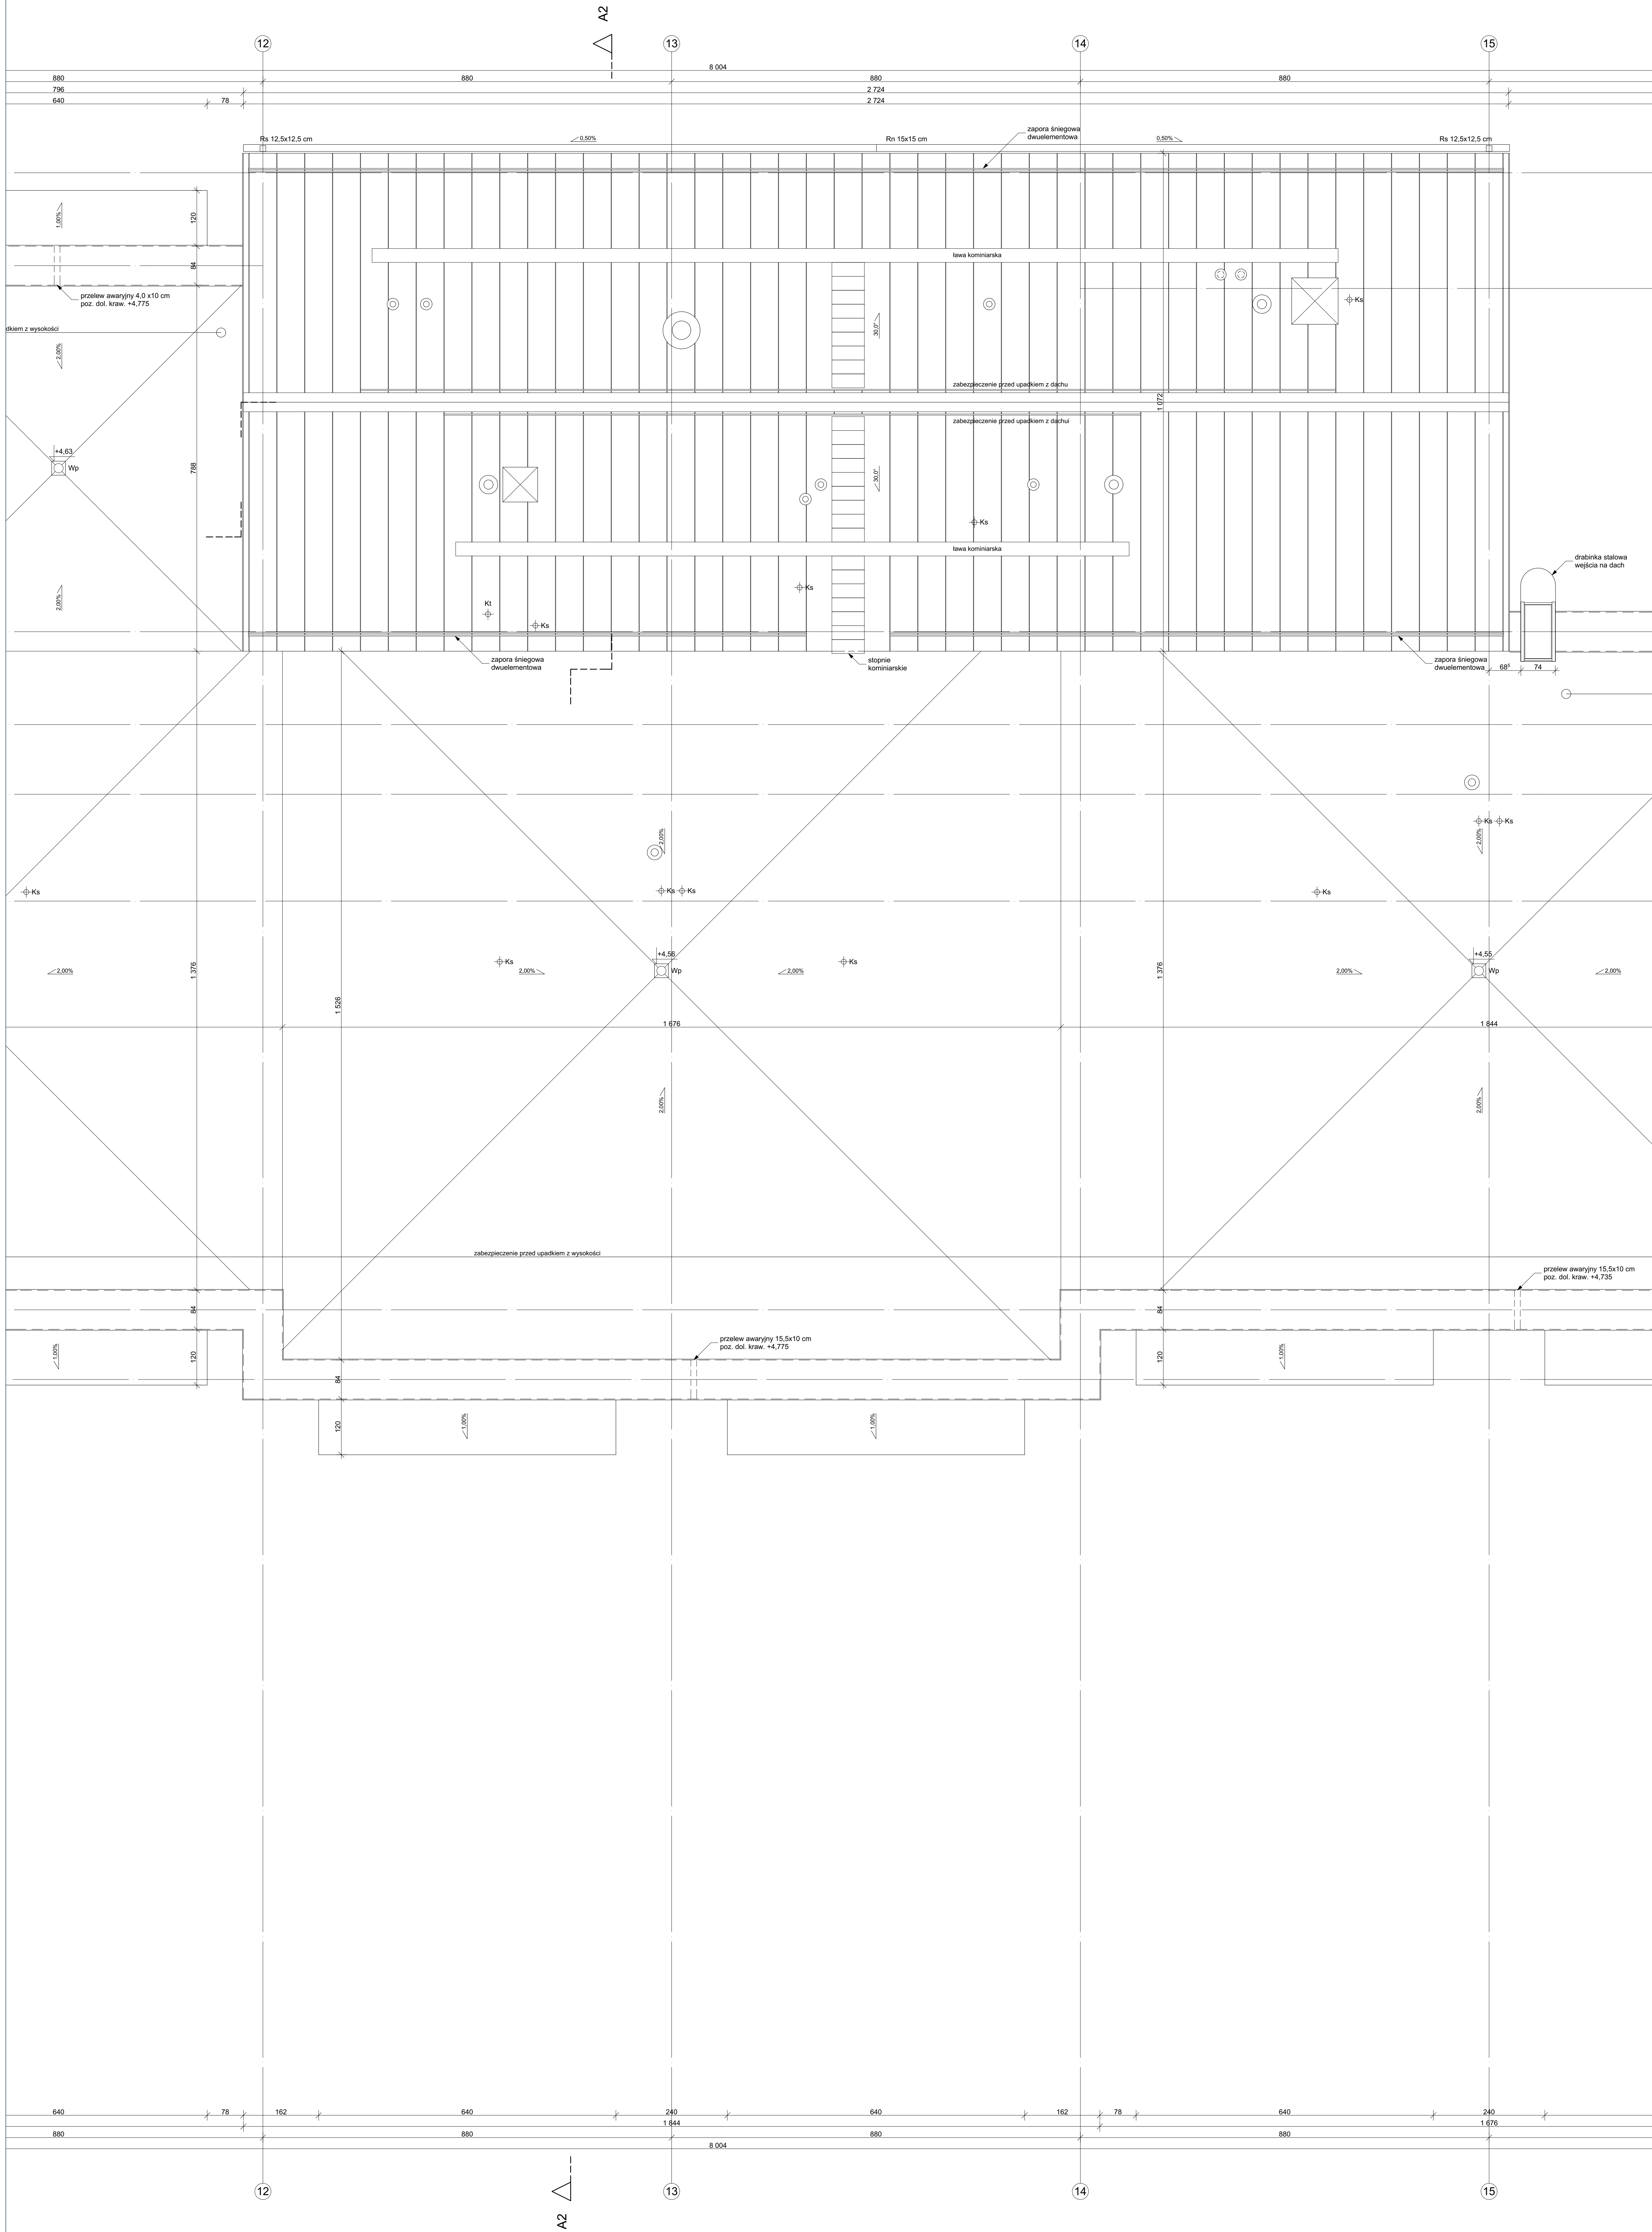 A2
12
13
14
15
8 004
880
880
880
880
796
2 724
640
78
2 724
Rs 12,5x12,5 cm
0,50%
Rn 15x15 cm
zapora śniegowa
dwuelementowa
0,50%
Rs 12,5x12,5 cm
1,00%
120
84
ława kominiarska
przelew awaryjny 4,0 x10 cm
poz. dol. kraw. +4,775
Ks
dkiem z wysokości
30,0°
2,00%
zabezpieczenie przed upadkiem z dachu
1 072
zabezpieczenie przed upadkiem z dachui
+4,63
Wp
788
30,0°
Ks
ława kominiarska
drabinka stalowa
wejścia na dach
2,00%
Ks
Kt
Ks
zapora śniegowa
dwuelementowa
stopnie
kominiarskie
zapora śniegowa
dwuelementowa
68⁵
74
2,00%
Ks
Ks
2,00%
Ks
Ks
Ks
Ks
+4,56
+4,55
Ks
Ks
2,00%
1 376
2,00%
Wp
2,00%
1 376
2,00%
Wp
2,00%
1 526
1 676
1 844
2,00%
2,00%
zabezpieczenie przed upadkiem z wysokości
przelew awaryjny 15,5x10 cm
poz. dol. kraw. +4,735
84
84
przelew awaryjny 15,5x10 cm
poz. dol. kraw. +4,775
1,00%
120
120
1,00%
84
120
1,00%
1,00%
640
78
162
640
240
640
162
78
640
240
1 844
1 676
880
880
880
880
8 004
12
13
14
15
A2